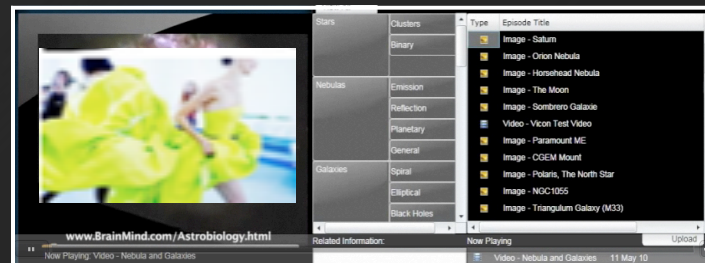 Stars
Clusters
Binary
Nebulas
Emission
Reflection
Planetary
General
Galaxies
Spiral
Elliptical
Black Holes
Type Episode Title
Image - Saturn
Image - Orion Nebula
Image - Horsehead Nebula
Image - The Moon
Image - Sombrero Galaxie
Video - Vicon Test Video
Image - Paramount ME
Image - CGEM Mount
Image - Polaris, The North Star
Image - NGC1055
Image - Triangulum Galaxy (M33)
www.BrainMind.com/Astrobiology.html
Now Playing: Video - Nebula and Galaxies
Related Information:
Now Playing
Upload
Video - Nebula and Galaxies 11 May 10